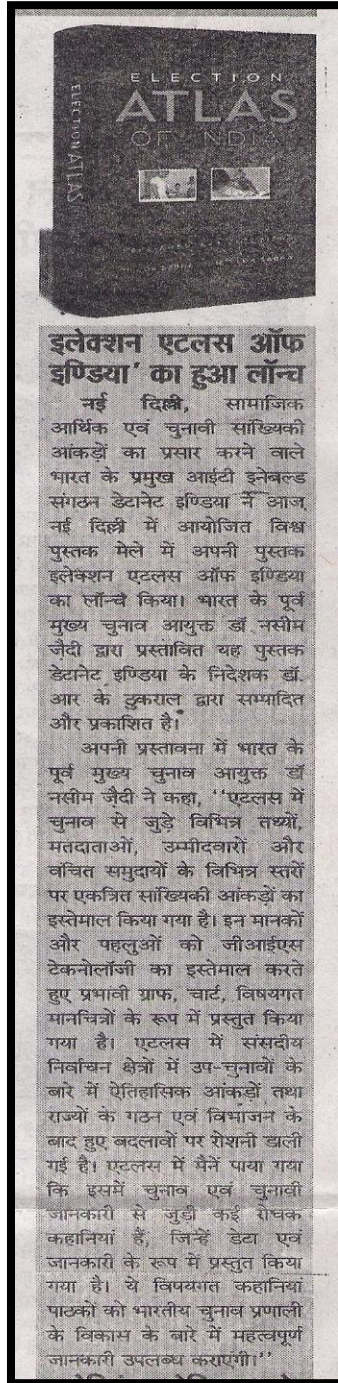 ELECTION
ATLAS
OF INDIA
ELECTION ATLAS
इलेक्शन एटलस ऑफ
इण्डिया' का हुआ लॉन्च
नई दिल्ली, सामाजिक
आर्थिक एवं चुनावी सांख्यिकी
आंकड़ों का प्रसार करने वाले
भारत के प्रमुख आईटी इनेबल्ड
संगठन डेटानेट इण्डिया ने आज
नई दिल्ली में आयोजित विश्व
पुस्तक मेले में अपनी पुस्तक
इलेक्शन एटलस ऑफ इण्डिया
का लॉन्च किया। भारत के पूर्व
मुख्य चुनाव आयुक्त डॉ नसीम
ज़ैदी द्वारा प्रस्तावित यह पुस्तक
डेटानेट इण्डिया के निदेशक डॉ.
आर के ठुकराल द्वारा सम्पादित
और प्रकाशित है।
अपनी प्रस्तावना में भारत के
पूर्व मुख्य चुनाव आयुक्त डॉ
नसीम ज़ैदी ने कहा, ‘‘एटलस में
चुनाव से जुड़े विभिन्न तथ्यों,
मतदाताओं, उम्मीदवारों और
वंचित समुदायों के विभिन्न स्तरों
पर एकत्रित सांख्यिकी आंकड़ों का
इस्तेमाल किया गया है। इन मानकों
और पहलुओं को जीआईएस
टेकनोलॉजी का इस्तेमाल करते
हुए प्रभावी ग्राफ, चार्ट, विषयगत
मानचित्रों के रूप में प्रस्तुत किया
गया है। एटलस में संसदीय
निर्वाचन क्षेत्रों में उप-चुनावों के
बारे में ऐतिहासिक आंकड़ों तथा
राज्यों के गठन एवं विभाजन के
बाद हुए बदलावों पर रोशनी डाली
गई है। एटलस में मैनें पाया गया
कि इसमें चुनाव एवं चुनावी
जानकारी से जुड़ी कई रोचक
कहानियां हैं, जिन्हें डेटा एवं
जानकारी के रूप में प्रस्तुत किया
गया है। ये विषयगत कहानियां
पाठकों को भारतीय चुनाव प्रणाली
के विकास के बारे में महत्वपूर्ण
जानकारी उपलब्ध कराएंगी।’’